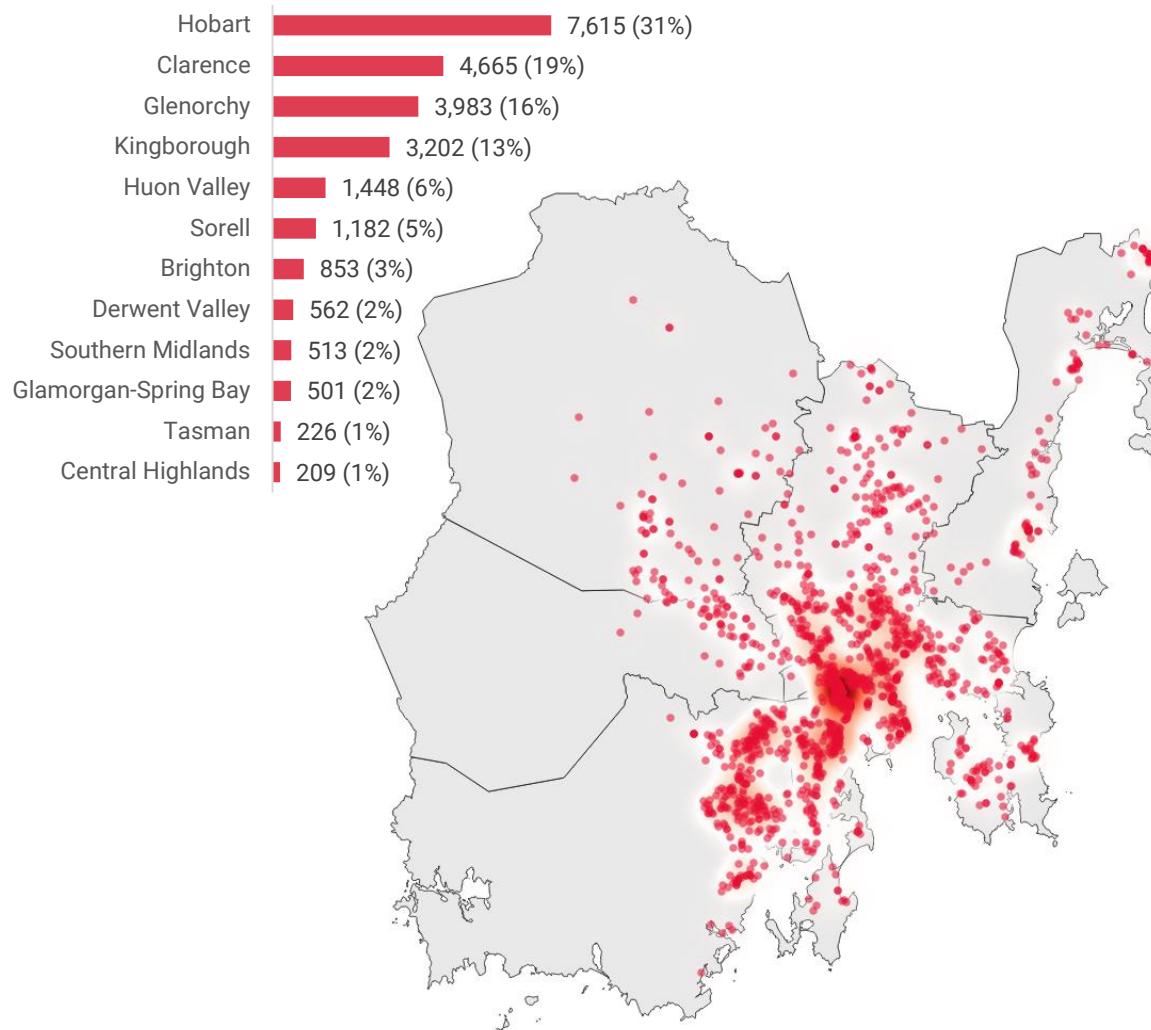 Hobart 7,615 (31%)
Clarence 4,665 (19%)
Glenorchy 3,983 (16%)
Kingborough 3,202 (13%)
Huon Valley 1,448 (6%)
Sorell 1,182 (5%)
Brighton 853 (3%)
Derwent Valley 562 (2%)
Southern Midlands 513 (2%)
Glamorgan-Spring Bay 501 (2%)
Tasman 226 (1%)
Central Highlands 209 (1%)